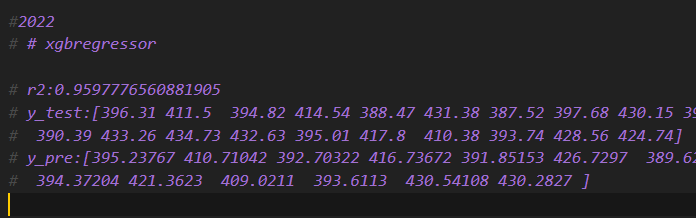 #2022
# # xgbregressor
# r2:0.9597776560881905
# y_test:[396.31 411.5  394.82 414.54 388.47 431.38 387.52 397.68 430.15
#  390.39 433.26 434.73 432.63 395.01 417.8  410.38 393.74 428.56 424.74]
# y_pre:[395.23767 410.71042 392.70322 416.73672 391.85153 426.7297  389.62
#  394.37204 421.3623  409.0211  393.6113  430.54108 430.2827 ]